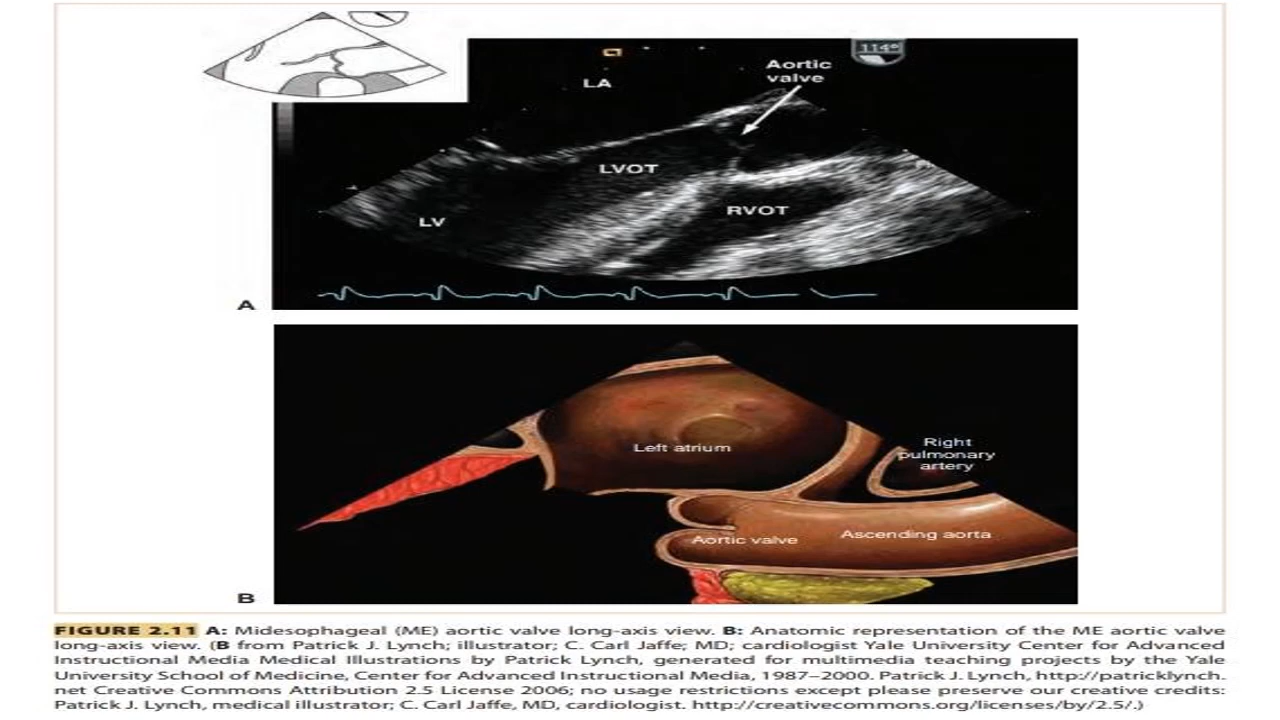 114°
Aortic
valve
LA
LVOT
RVOT
LV
A
Left atrium
Right
pulmonary
artery
Aortic valve
Ascending aorta
B
FIGURE 2.11 A: Midesophageal (ME) aortic valve long-axis view. B: Anatomic representation of the ME aortic valve
long-axis view. (B from Patrick J. Lynch; illustrator; C. Carl Jaffe; MD; cardiologist Yale University Center for Advanced
Instructional Media Medical Illustrations by Patrick Lynch, generated for multimedia teaching projects by the Yale
University School of Medicine, Center for Advanced Instructional Media, 1987–2000. Patrick J. Lynch, http://patricklynch.
net Creative Commons Attribution 2.5 License 2006; no usage restrictions except please preserve our creative credits:
Patrick J. Lynch, medical illustrator; C. Carl Jaffe, MD, cardiologist. http://creativecommons.org/licenses/by/2.5/.)